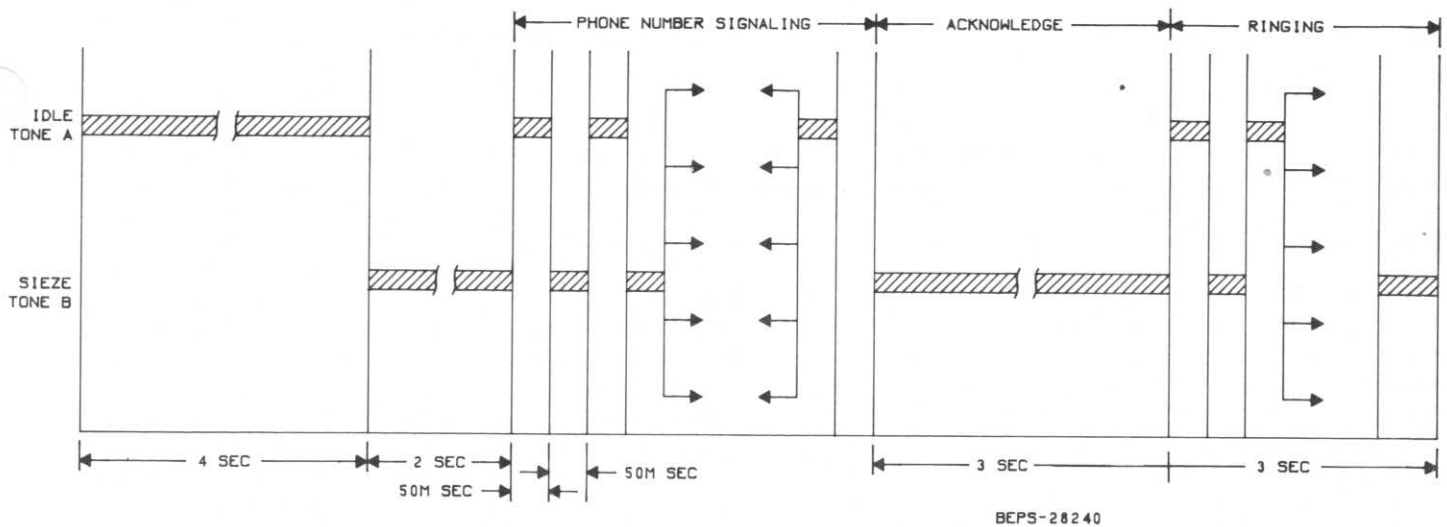 PHONE NUMBER SIGNALING
ACKNOWLEDGE
RINGING
IDLE
TONE A
SIEZE
TONE B
4 SEC
2 SEC
50M SEC
50M SEC
3 SEC
3 SEC
BEPS-28240